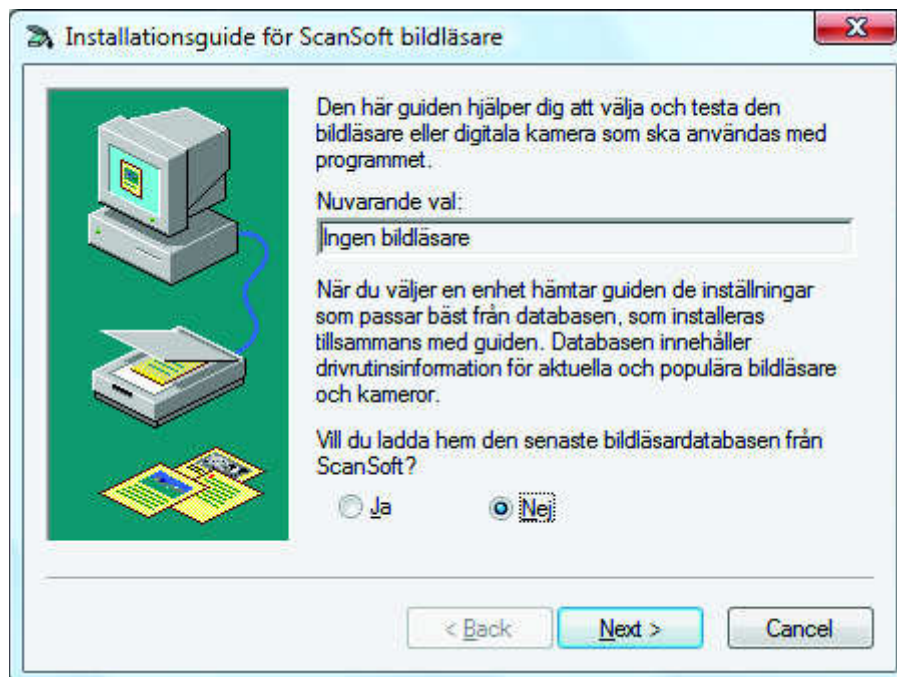 Installationsguide för ScanSoft bildläsare
Den här guiden hjälper dig att välja och testa den
bildläsare eller digitala kamera som ska användas med
programmet.
Nuvarande val:
Ingen bildläsare
När du väljer en enhet hämtar guiden de inställningar
som passar bäst från databasen, som installeras
tillsammans med guiden. Databasen innehåller
drivrutinsinformation för aktuella och populära bildläsare
och kameror.
Vill du ladda hem den senaste bildläsardatabasen från
ScanSoft?
Ja Nej
< Back Next > Cancel